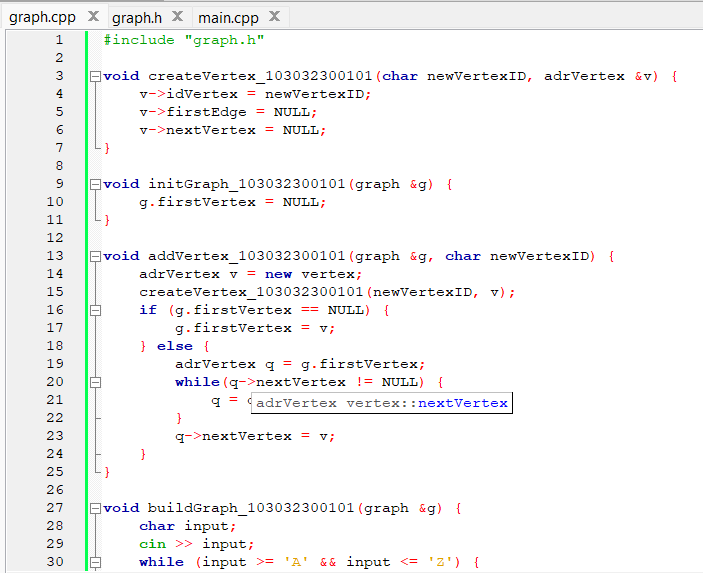 graph.cpp graph.h main.cpp
1 #include "graph.h"
2
3 void createVertex_103032300101(char newVertexID, adrVertex &v) {
4     v->idVertex = newVertexID;
5     v->firstEdge = NULL;
6     v->nextVertex = NULL;
7 }
8
9 void initGraph_103032300101(graph &g) {
10     g.firstVertex = NULL;
11 }
12
13 void addVertex_103032300101(graph &g, char newVertexID) {
14     adrVertex v = new vertex;
15     createVertex_103032300101(newVertexID, v);
16     if (g.firstVertex == NULL) {
17         g.firstVertex = v;
18     } else {
19         adrVertex q = g.firstVertex;
20         while(q->nextVertex != NULL) {
21             q = adrVertex vertex::nextVertex
22         }
23         q->nextVertex = v;
24     }
25 }
26
27 void buildGraph_103032300101(graph &g) {
28     char input;
29     cin >> input;
30     while (input >= 'A' && input <= 'Z') {